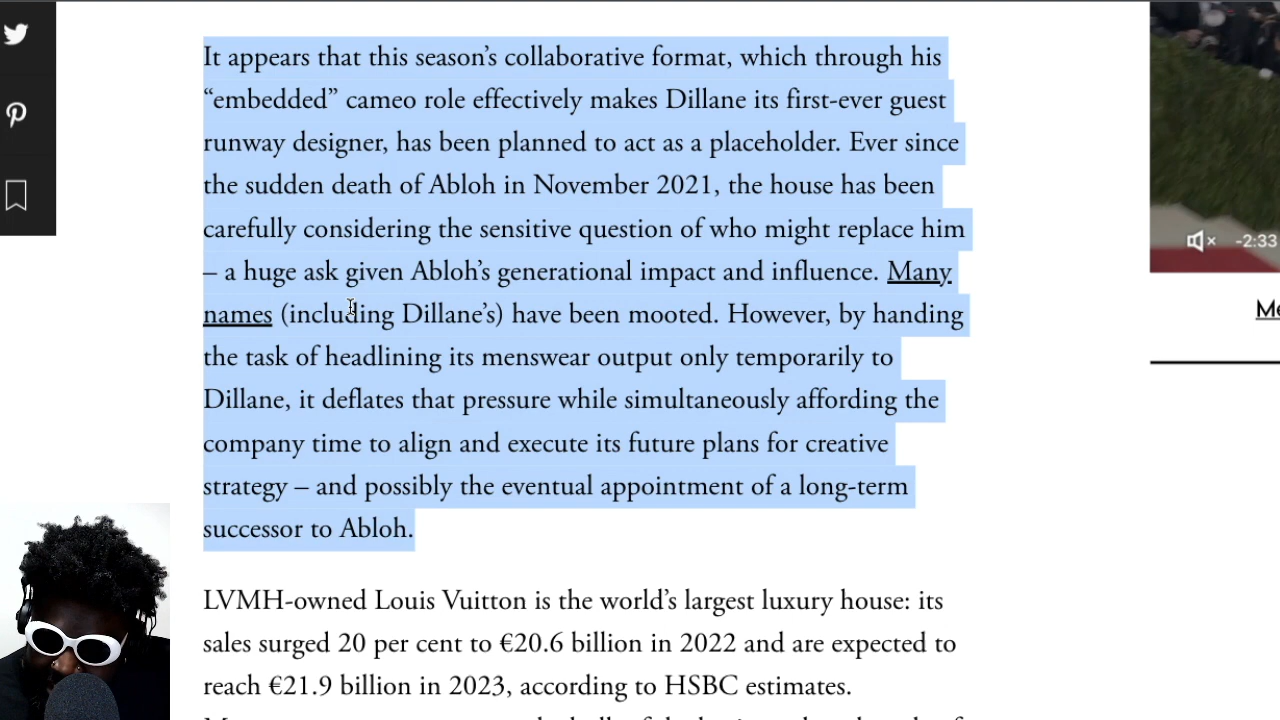 It appears that this season’s collaborative format, which through his
“embedded” cameo role effectively makes Dillane its first-ever guest
runway designer, has been planned to act as a placeholder. Ever since
the sudden death of Abloh in November 2021, the house has been
carefully considering the sensitive question of who might replace him
– a huge ask given Abloh’s generational impact and influence. Many
names (including Dillane’s) have been mooted. However, by handing
the task of headlining its menswear output only temporarily to
Dillane, it deflates that pressure while simultaneously affording the
company time to align and execute its future plans for creative
strategy – and possibly the eventual appointment of a long-term
successor to Abloh.
LVMH-owned Louis Vuitton is the world’s largest luxury house: its
sales surged 20 per cent to €20.6 billion in 2022 and are expected to
reach €21.9 billion in 2023, according to HSBC estimates.
-2:33